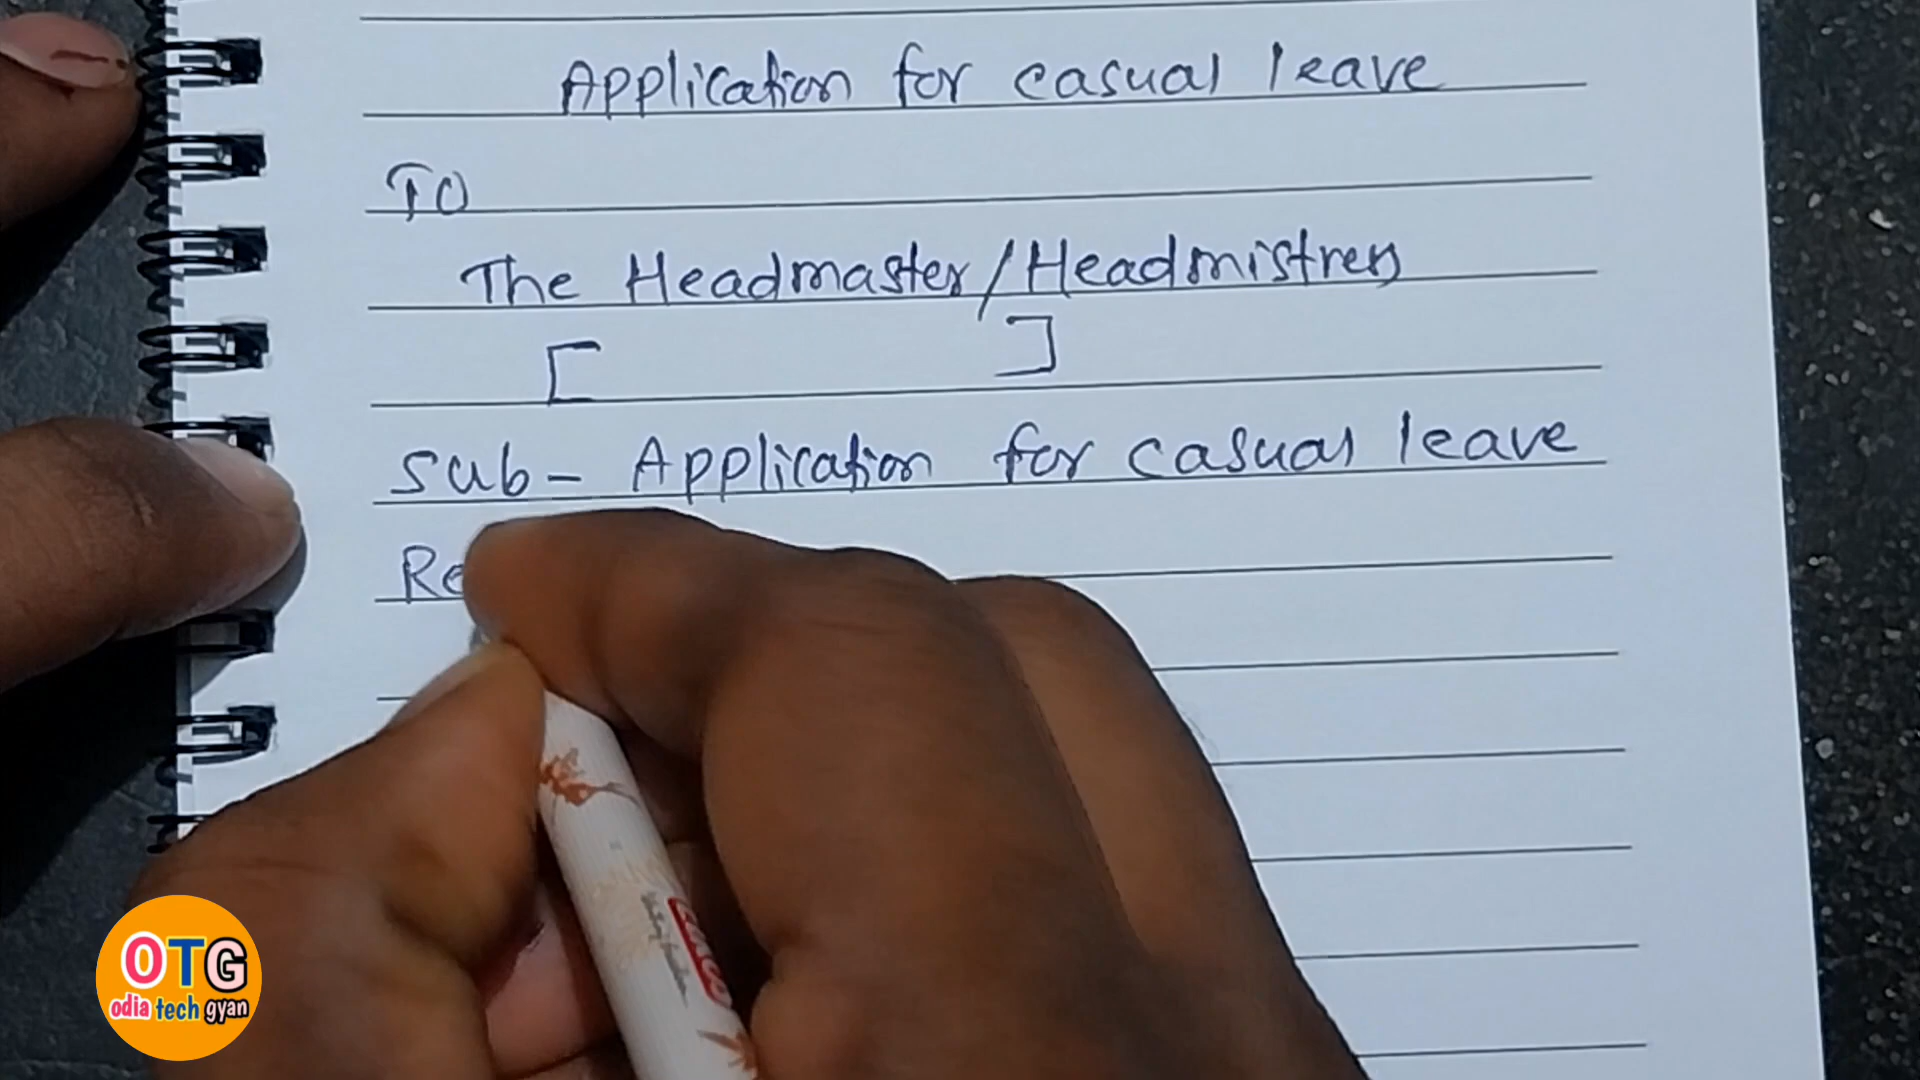 Application for casual leave
To
The Headmaster/Headmistress
[ ]
Sub- Application for casual leave
Re
OTG
odia tech gyan